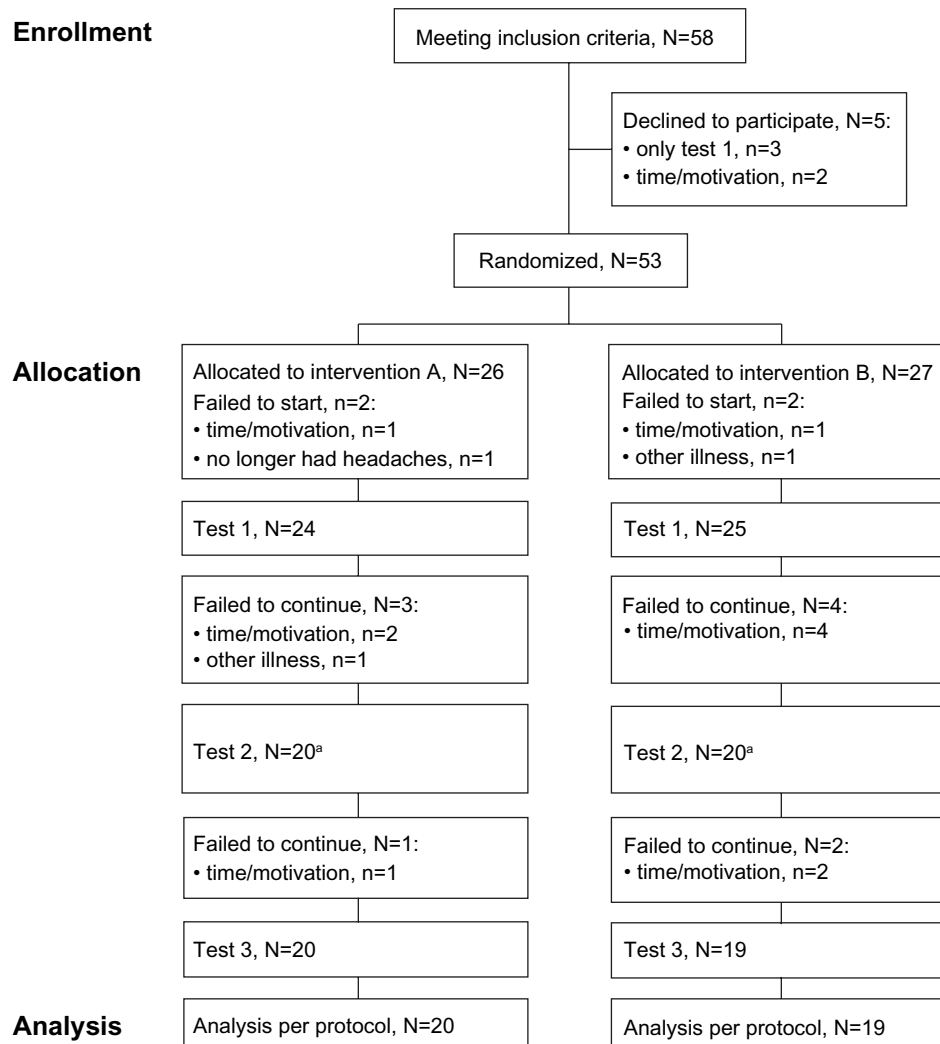 Enrollment
Meeting inclusion criteria, N=58
Declined to participate, N=5:
• only test 1, n=3
• time/motivation, n=2
Randomized, N=53
Allocation
Allocated to intervention A, N=26
Failed to start, n=2:
• time/motivation, n=1
• no longer had headaches, n=1
Allocated to intervention B, N=27
Failed to start, n=2:
• time/motivation, n=1
• other illness, n=1
Test 1, N=24
Test 1, N=25
Failed to continue, N=3:
• time/motivation, n=2
• other illness, n=1
Failed to continue, N=4:
• time/motivation, n=4
Test 2, N=20ᵃ
Test 2, N=20ᵃ
Failed to continue, N=1:
• time/motivation, n=1
Failed to continue, N=2:
• time/motivation, n=2
Test 3, N=20
Test 3, N=19
Analysis
Analysis per protocol, N=20
Analysis per protocol, N=19